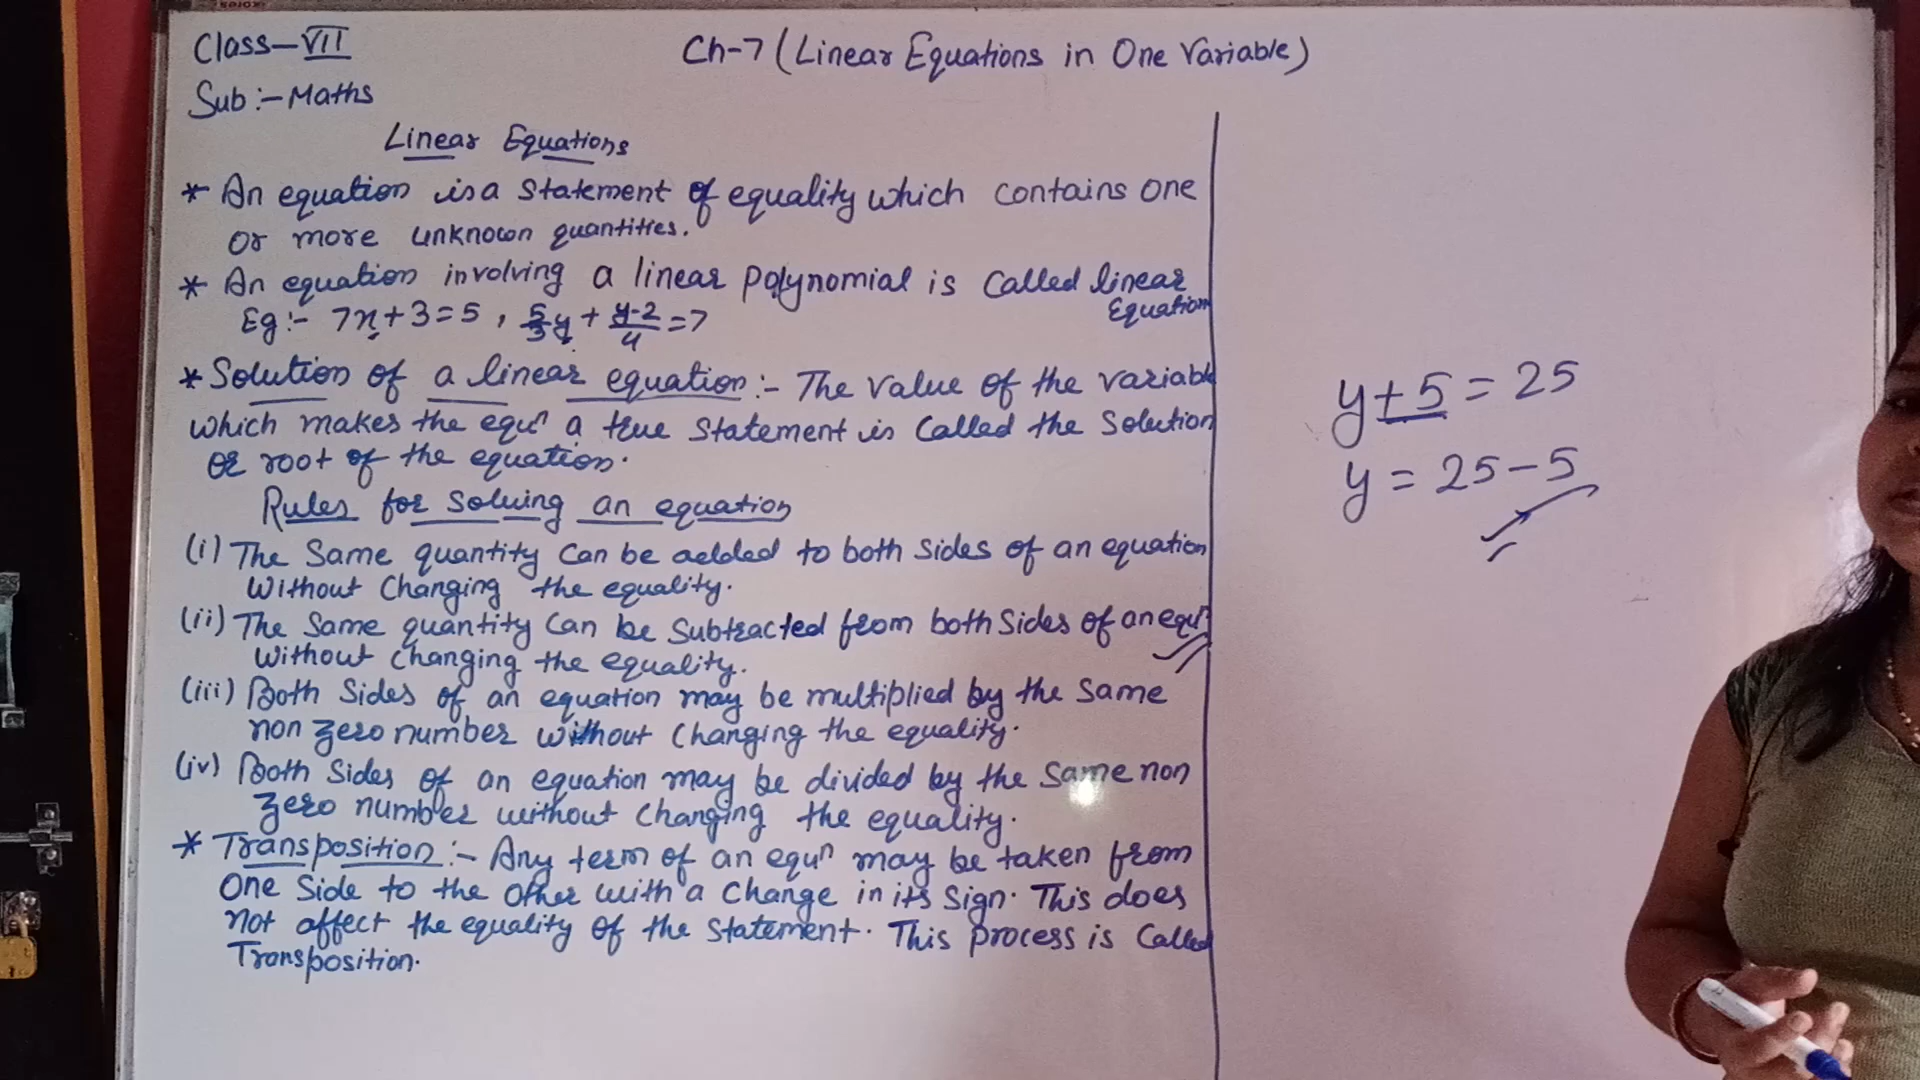 Class-VII
Ch-7 (Linear Equations in One Variable)
Sub:-Maths
Linear Equations
* An equation is a statement of equality which contains one
or more unknown quantities.
* An equation involving a linear polynomial is called linear
Equation
Eg:- 7x+3=5, 5/3 y + (y-2)/4 = 7
* Solution of a linear equation:- The value of the variable
which makes the equn a true statement is called the solution
or root of the equation.
Rules for solving an equation
(i) The same quantity can be added to both sides of an equation
without changing the equality.
(ii) The same quantity can be subtracted from both sides of an equn
without changing the equality.
(iii) Both sides of an equation may be multiplied by the same
non zero number without changing the equality.
(iv) Both sides of an equation may be divided by the same non
zero number without changing the equality.
* Transposition:- Any term of an equn may be taken from
one side to the other with a change in its sign. This does
not affect the equality of the statement. This process is called
Transposition.
y+5=25
y=25-5